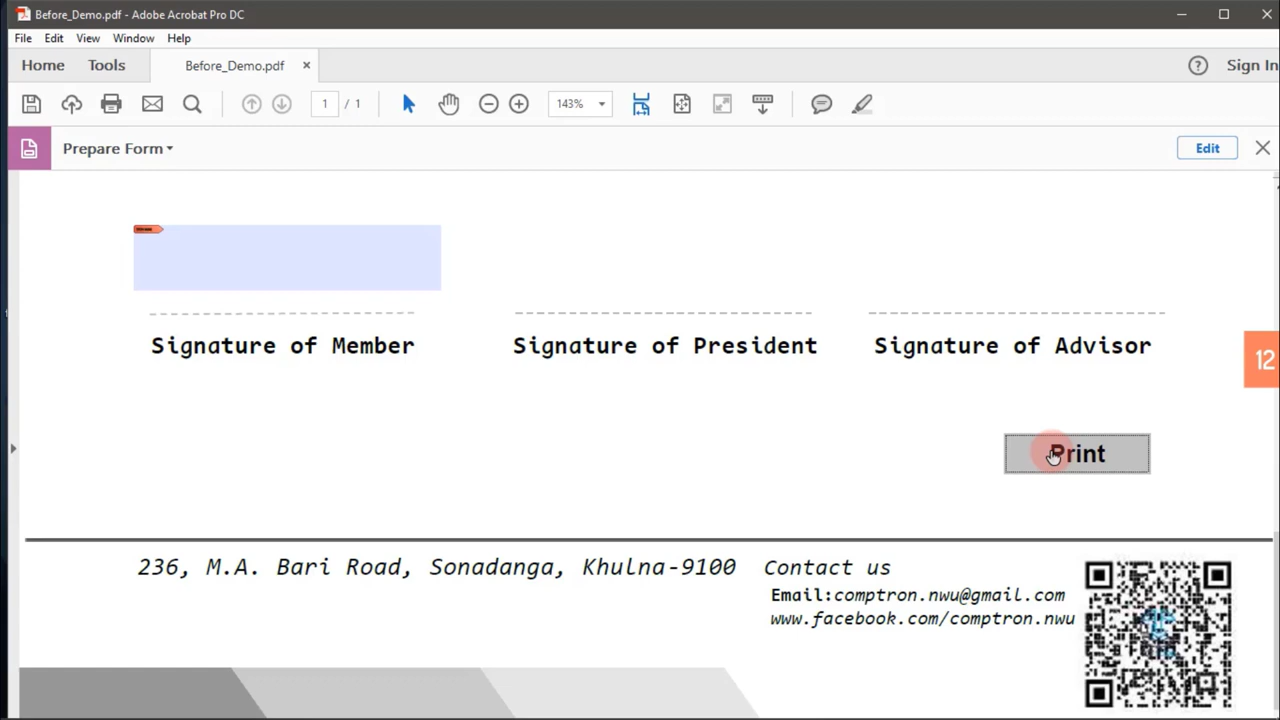 Before_Demo.pdf - Adobe Acrobat Pro DC
File Edit View Window Help
Home Tools Before_Demo.pdf × ? Sign In
1 / 1 143%
Prepare Form Edit
Signature of Member Signature of President Signature of Advisor
12
Print
236, M.A. Bari Road, Sonadanga, Khulna-9100 Contact us
Email:comptron.nwu@gmail.com
www.facebook.com/comptron.nwu